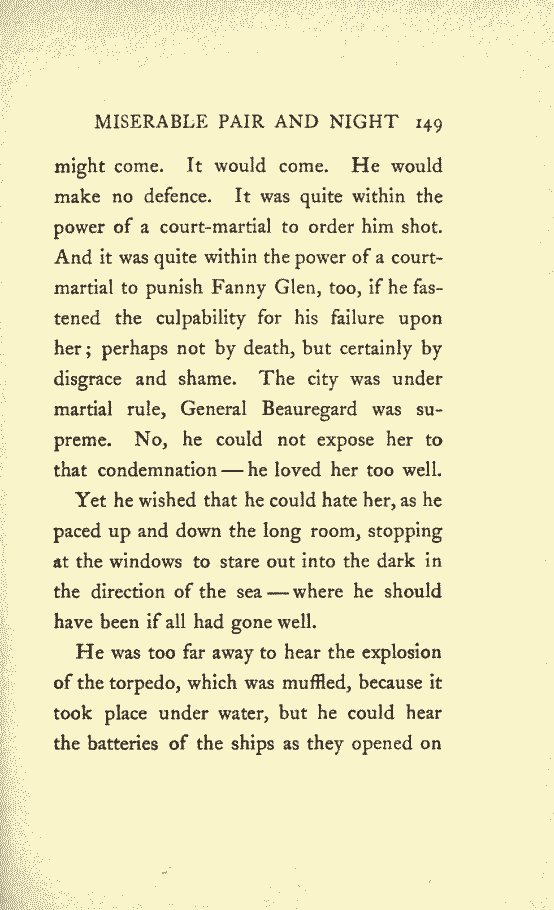 MISERABLE PAIR AND NIGHT 149
might come. It would come. He would
make no defence. It was quite within the
power of a court-martial to order him shot.
And it was quite within the power of a court-
martial to punish Fanny Glen, too, if he fas-
tened the culpability for his failure upon
her; perhaps not by death, but certainly by
disgrace and shame. The city was under
martial rule, General Beauregard was su-
preme. No, he could not expose her to
that condemnation — he loved her too well.
Yet he wished that he could hate her, as he
paced up and down the long room, stopping
at the windows to stare out into the dark in
the direction of the sea — where he should
have been if all had gone well.
He was too far away to hear the explosion
of the torpedo, which was muffled, because it
took place under water, but he could hear
the batteries of the ships as they opened on